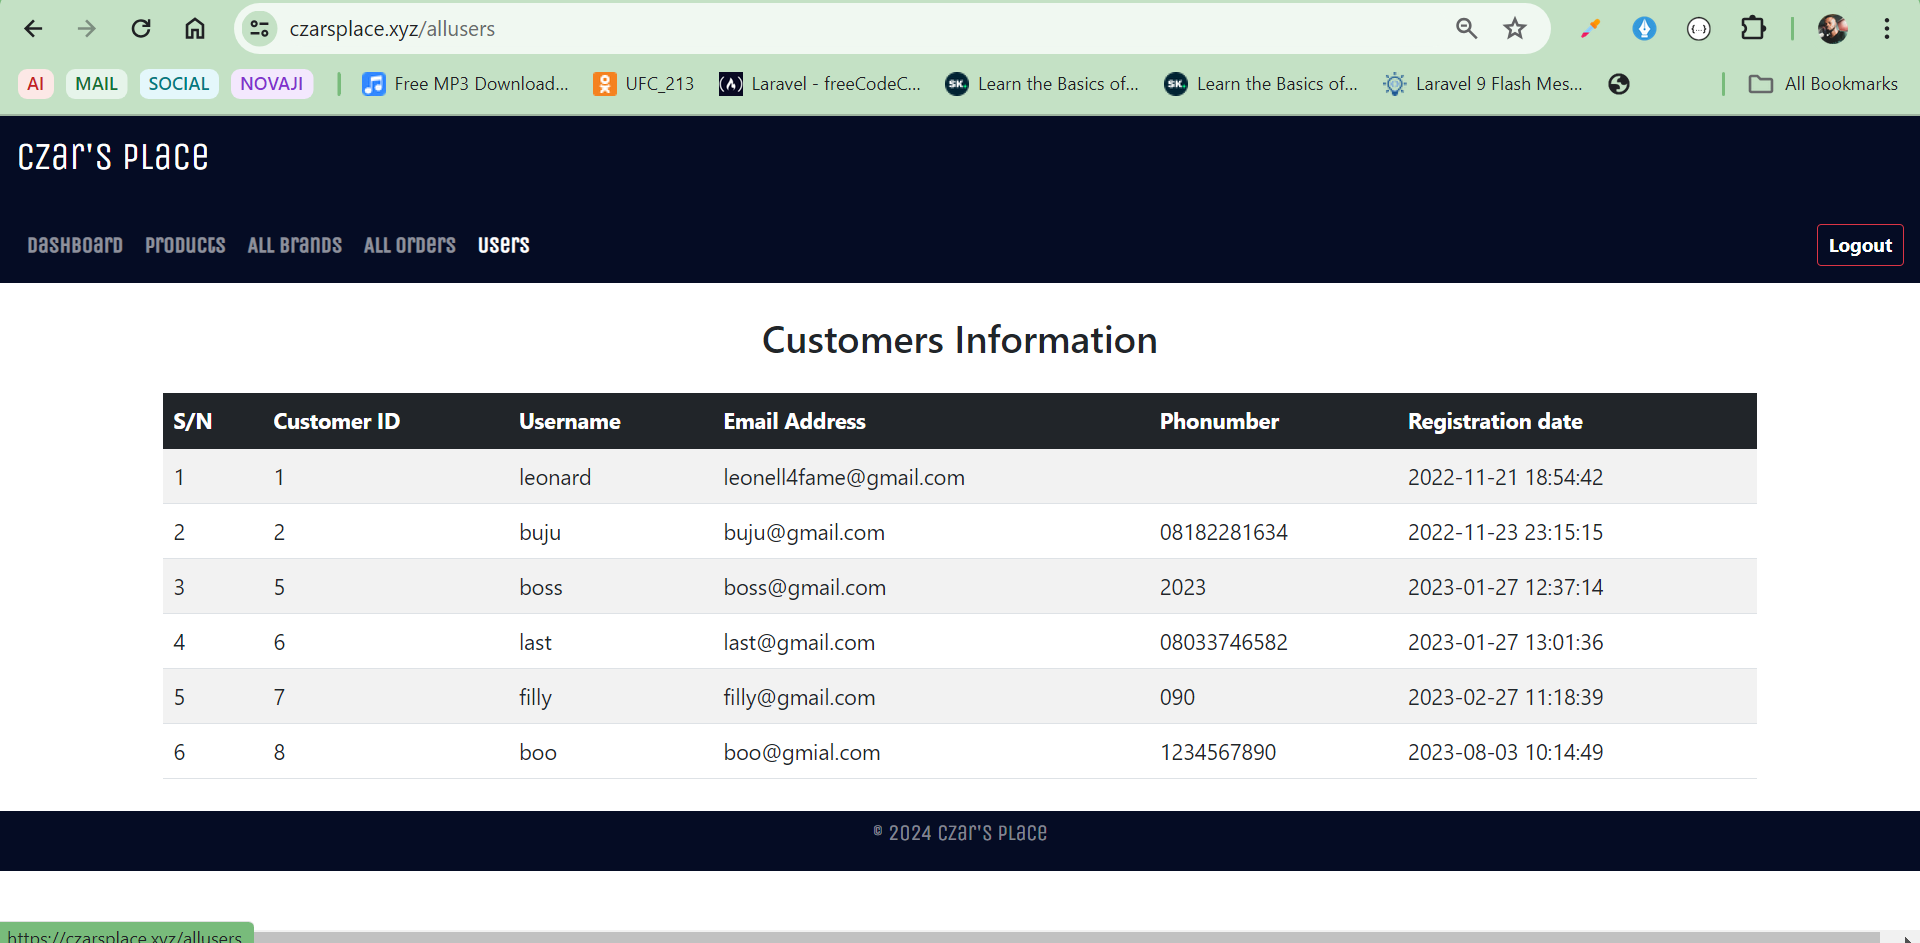 czarsplace.xyz/allusers
AI MAIL SOCIAL NOVAJI Free MP3 Download... UFC_213 Laravel - freeCodeC... Learn the Basics of... Learn the Basics of... Laravel 9 Flash Mes... All Bookmarks
Czar's Place
Dashboard Products All Brands All Orders Users Logout
Customers Information
S/N Customer ID Username Email Address Phonumber Registration date
1 1 leonard leonell4fame@gmail.com 2022-11-21 18:54:42
2 2 buju buju@gmail.com 08182281634 2022-11-23 23:15:15
3 5 boss boss@gmail.com 2023 2023-01-27 12:37:14
4 6 last last@gmail.com 08033746582 2023-01-27 13:01:36
5 7 filly filly@gmail.com 090 2023-02-27 11:18:39
6 8 boo boo@gmial.com 1234567890 2023-08-03 10:14:49
© 2024 Czar's Place
https://czarsplace.xyz/allusers